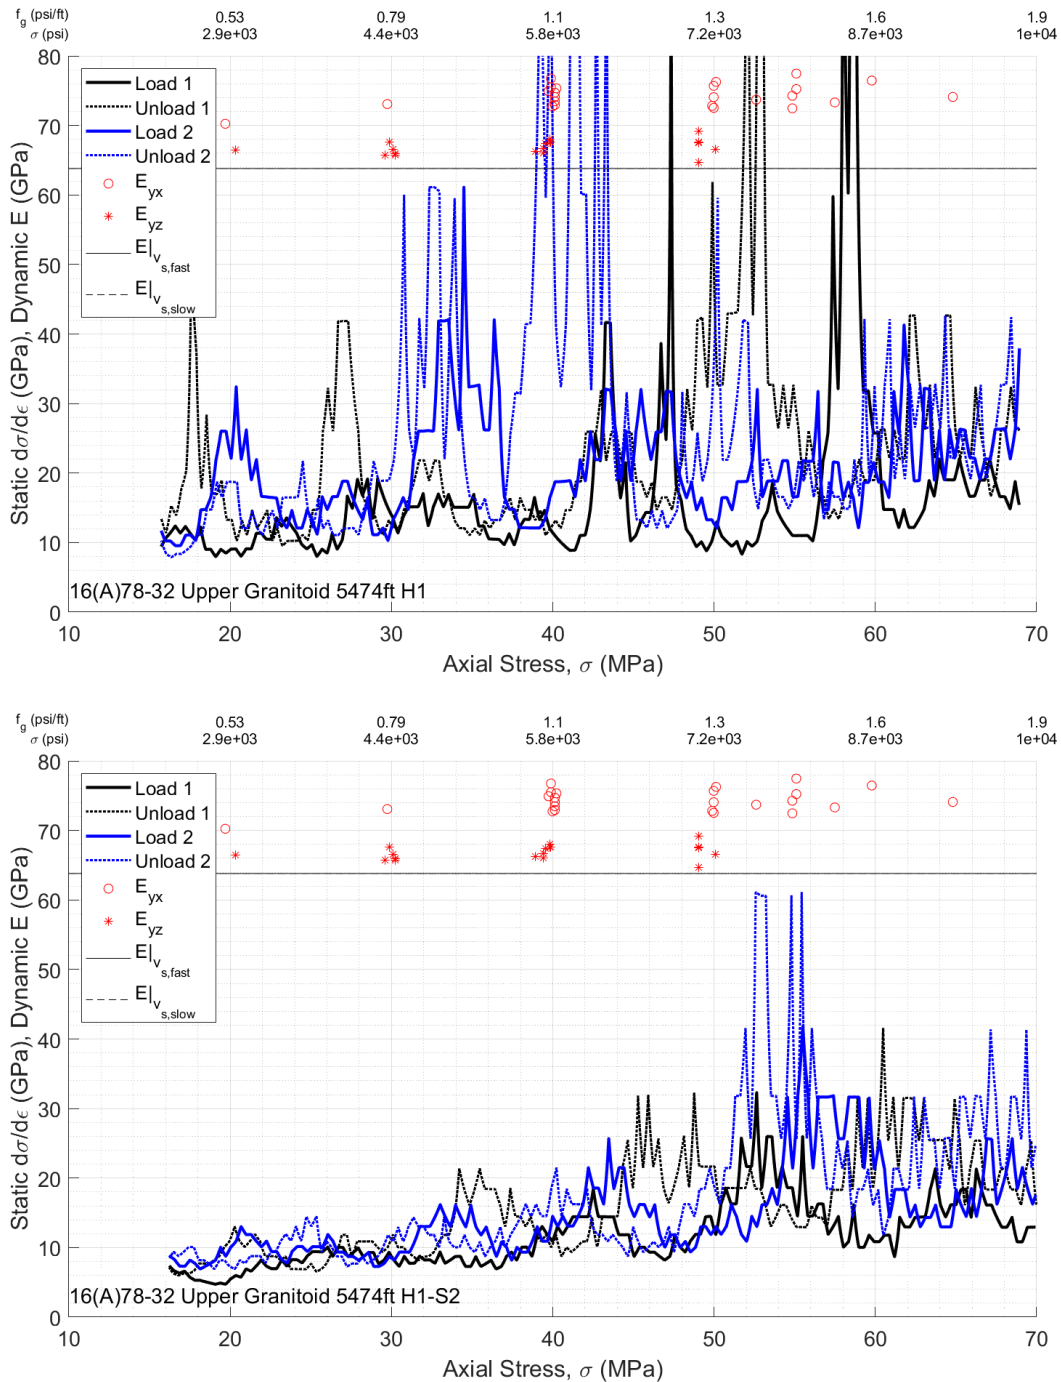 f_g (psi/ft) 0.53 0.79 1.1 1.3 1.6 1.9
σ (psi) 2.9e+03 4.4e+03 5.8e+03 7.2e+03 8.7e+03 1e+04
80
70
60
50
40
30
20
10
0
Static dσ/dϵ (GPa), Dynamic E (GPa)
Load 1
Unload 1
Load 2
Unload 2
E_yx
E_yz
E|_v_s,fast
E|_v_s,slow
16(A)78-32 Upper Granitoid 5474ft H1
10 20 30 40 50 60 70
Axial Stress, σ (MPa)
f_g (psi/ft) 0.53 0.79 1.1 1.3 1.6 1.9
σ (psi) 2.9e+03 4.4e+03 5.8e+03 7.2e+03 8.7e+03 1e+04
80
70
60
50
40
30
20
10
0
Static dσ/dϵ (GPa), Dynamic E (GPa)
Load 1
Unload 1
Load 2
Unload 2
E_yx
E_yz
E|_v_s,fast
E|_v_s,slow
16(A)78-32 Upper Granitoid 5474ft H1-S2
10 20 30 40 50 60 70
Axial Stress, σ (MPa)